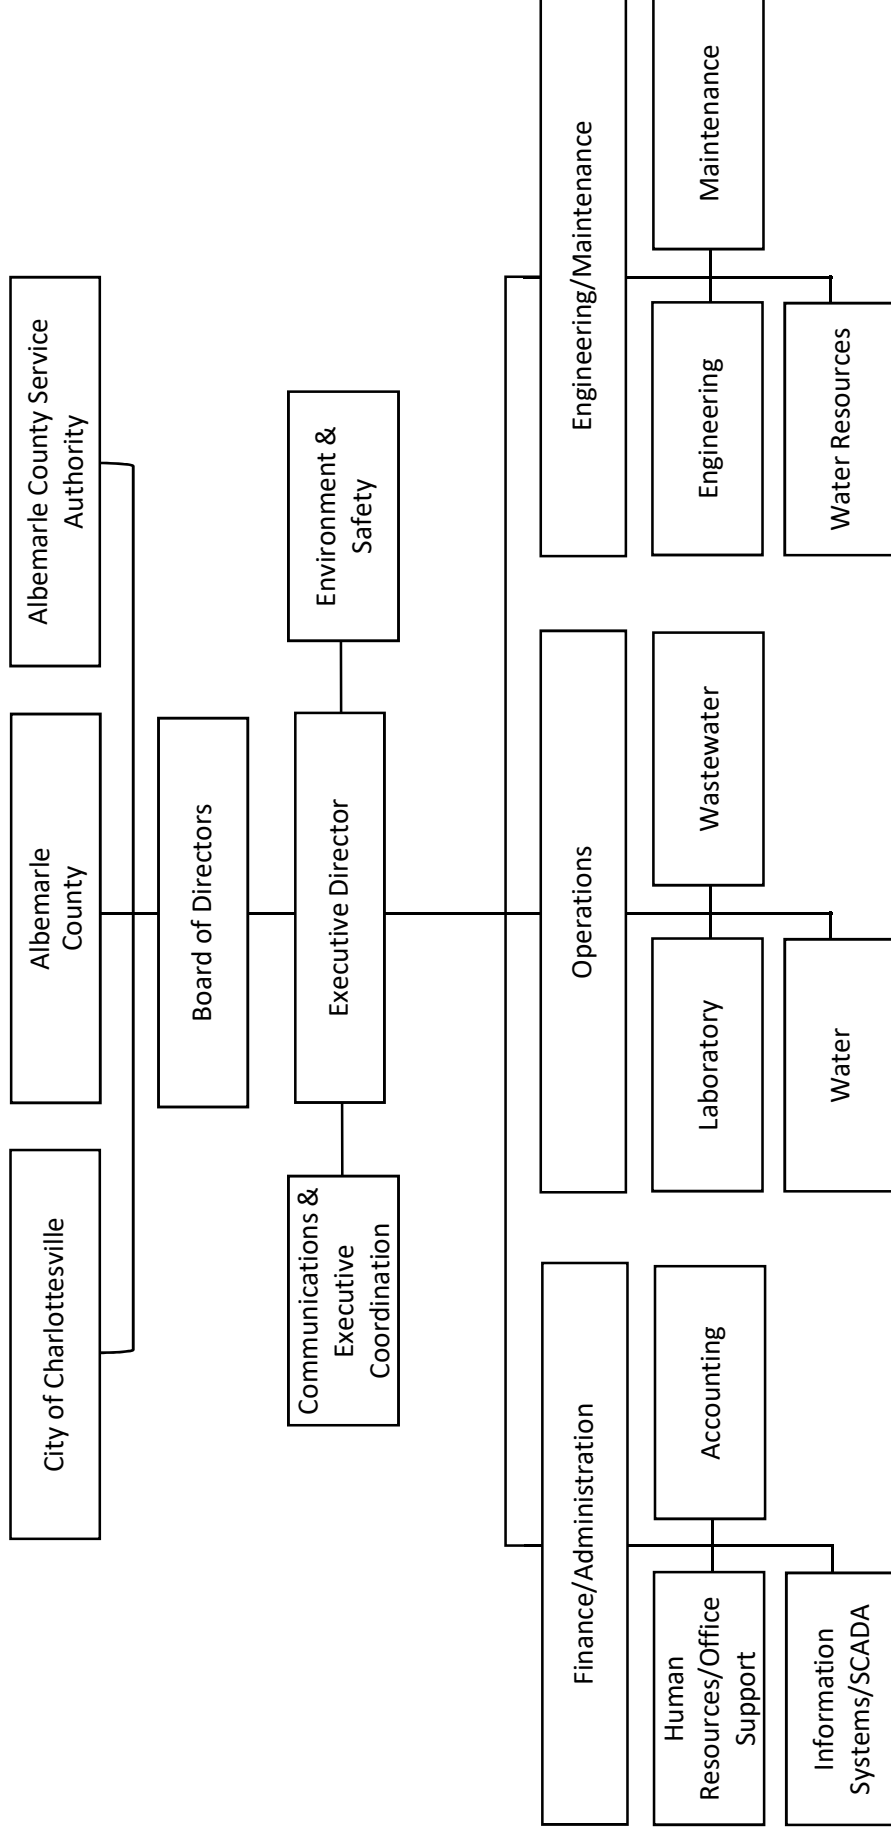 City of Charlottesville
Albemarle
County
Albemarle County Service
Authority
Board of Directors
Communications &
Executive
Coordination
Executive Director
Environment &
Safety
Finance/Administration
Operations
Engineering/Maintenance
Human
Resources/Office
Support
Accounting
Laboratory
Wastewater
Engineering
Maintenance
Information
Systems/SCADA
Water
Water Resources